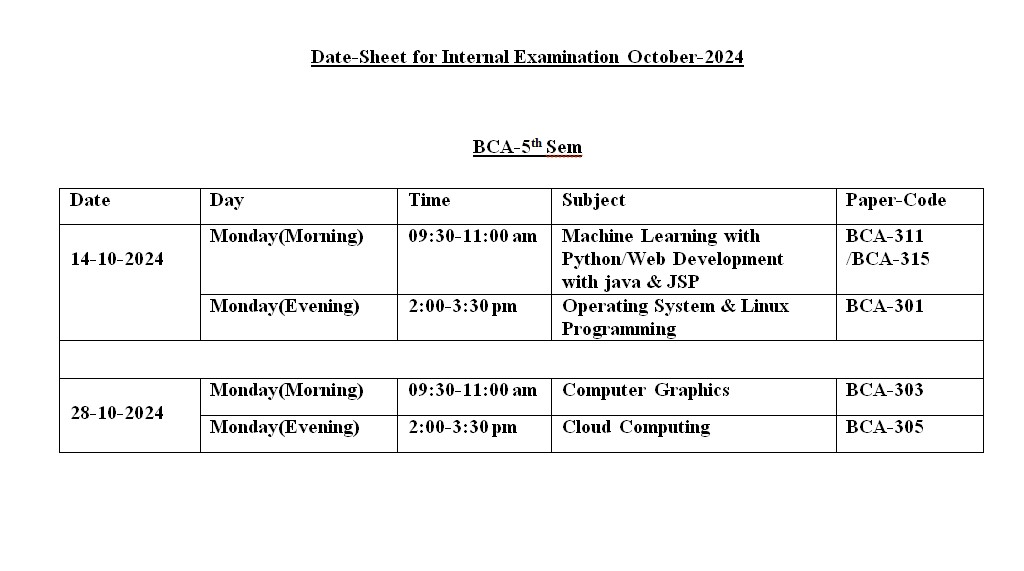 Date-Sheet for Internal Examination October-2024
BCA-5th Sem
Date Day Time Subject Paper-Code
14-10-2024
Monday(Morning) 09:30-11:00 am Machine Learning with
Python/Web Development
with java & JSP
BCA-311
/BCA-315
Monday(Evening) 2:00-3:30 pm Operating System & Linux
Programming
BCA-301
28-10-2024
Monday(Morning) 09:30-11:00 am Computer Graphics BCA-303
Monday(Evening) 2:00-3:30 pm Cloud Computing BCA-305